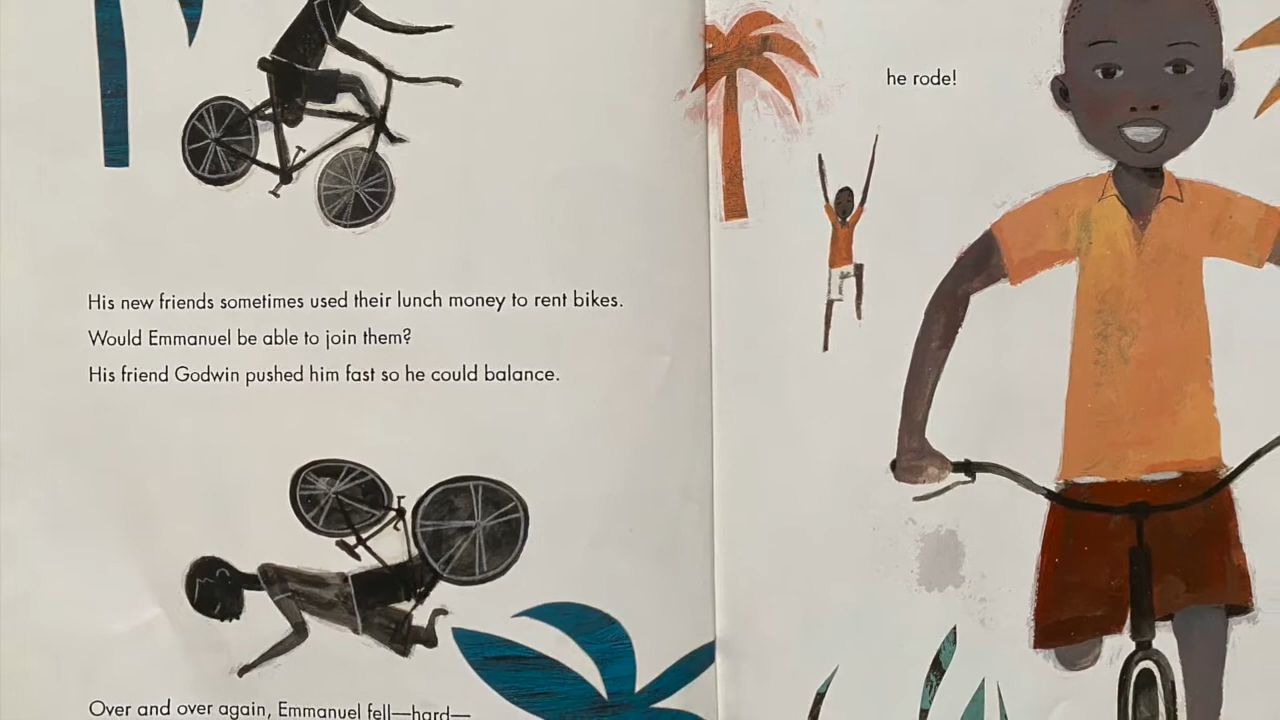 His new friends sometimes used their lunch money to rent bikes.
Would Emmanuel be able to join them?
His friend Godwin pushed him fast so he could balance.
Over and over again, Emmanuel fell—hard—
he rode!